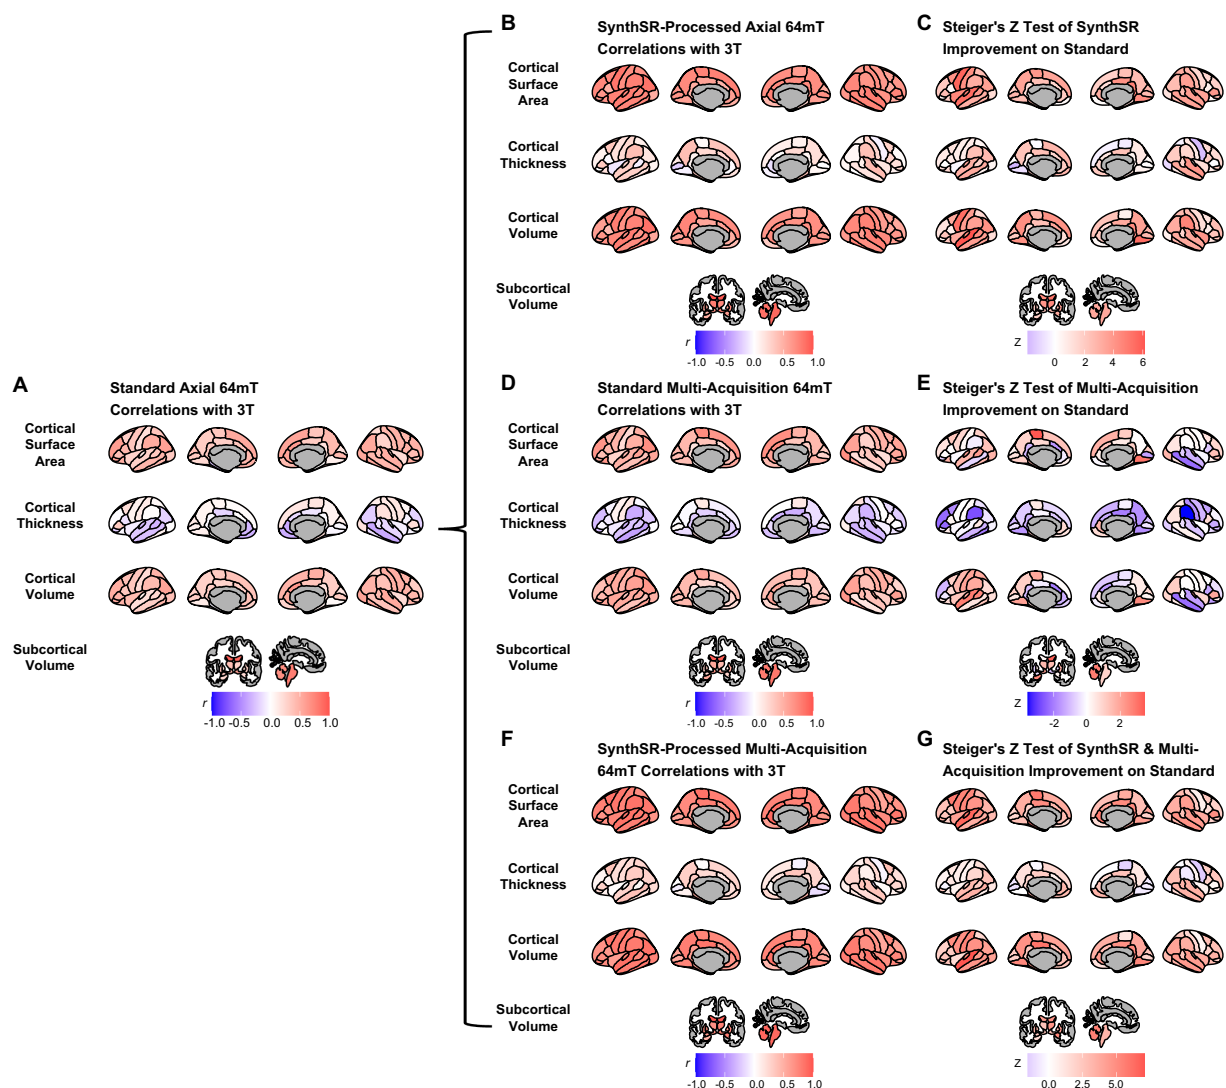 A
Standard Axial 64mT
Correlations with 3T
Cortical
Surface
Area
Cortical
Thickness
Cortical
Volume
Subcortical
Volume
r
-1.0 -0.5 0.0 0.5 1.0
B
SynthSR-Processed Axial 64mT
Correlations with 3T
Cortical
Surface
Area
Cortical
Thickness
Cortical
Volume
Subcortical
Volume
r
-1.0 -0.5 0.0 0.5 1.0
C
Steiger's Z Test of SynthSR
Improvement on Standard
Z
0 2 4 6
D
Standard Multi-Acquisition 64mT
Correlations with 3T
Cortical
Surface
Area
Cortical
Thickness
Cortical
Volume
Subcortical
Volume
r
-1.0 -0.5 0.0 0.5 1.0
E
Steiger's Z Test of Multi-Acquisition
Improvement on Standard
Z
-2 0 2
F
SynthSR-Processed Multi-Acquisition
64mT Correlations with 3T
Cortical
Surface
Area
Cortical
Thickness
Cortical
Volume
Subcortical
Volume
r
-1.0 -0.5 0.0 0.5 1.0
G
Steiger's Z Test of SynthSR & Multi-
Acquisition Improvement on Standard
Z
0.0 2.5 5.0